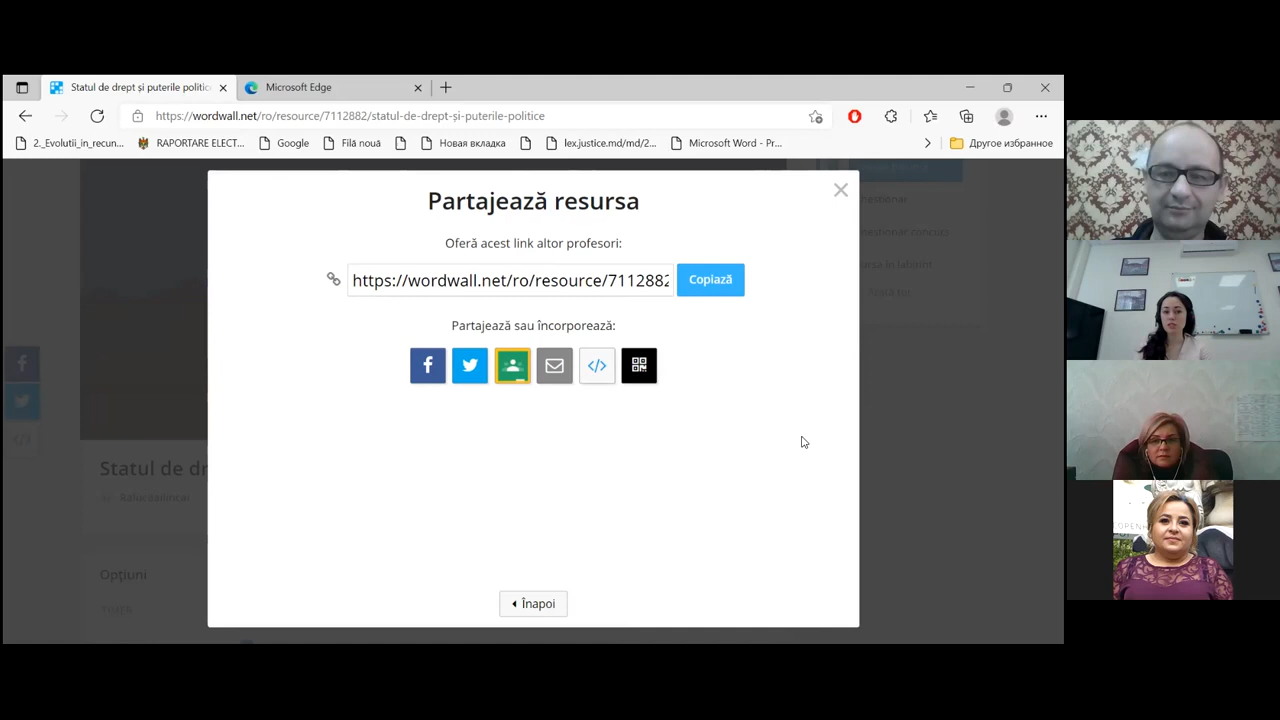 Statul de drept și puterile politic
Microsoft Edge
https://wordwall.net/ro/resource/7112882/statul-de-drept-și-puterile-politice
2._Evolutii_in_recun...
RAPORTARE ELECT...
Google
Filă nouă
Новая вкладка
lex.justice.md/md/2...
Microsoft Word - Pr...
Другое избранное
Partajează resursa
Oferă acest link altor profesori:
https://wordwall.net/ro/resource/7112882
Copiază
Partajează sau încorporează:
Statul de dr
Opțiuni
TIMER
Înapoi